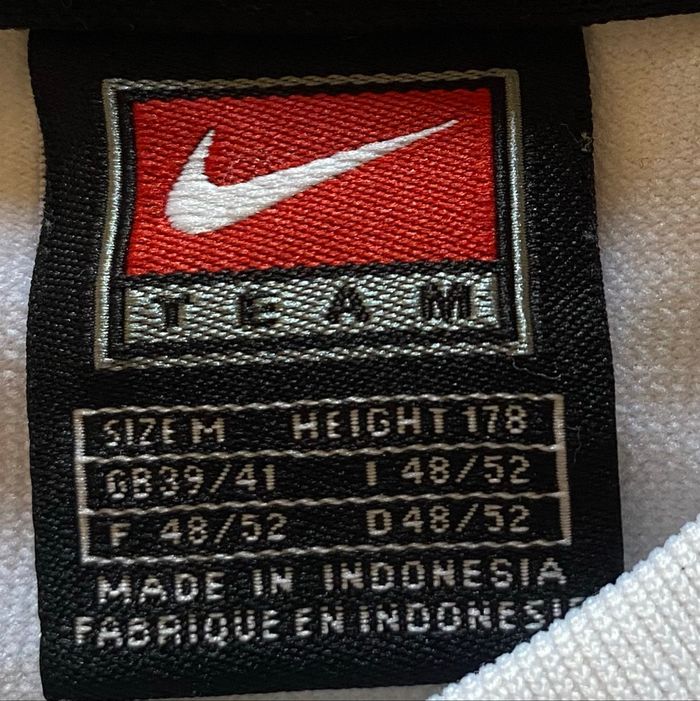 TEAM
SIZE M HEIGHT 178
GB 39/41 I 48/52
F 48/52 D 48/52
MADE IN INDONESIA
FABRIQUE EN INDONESIE